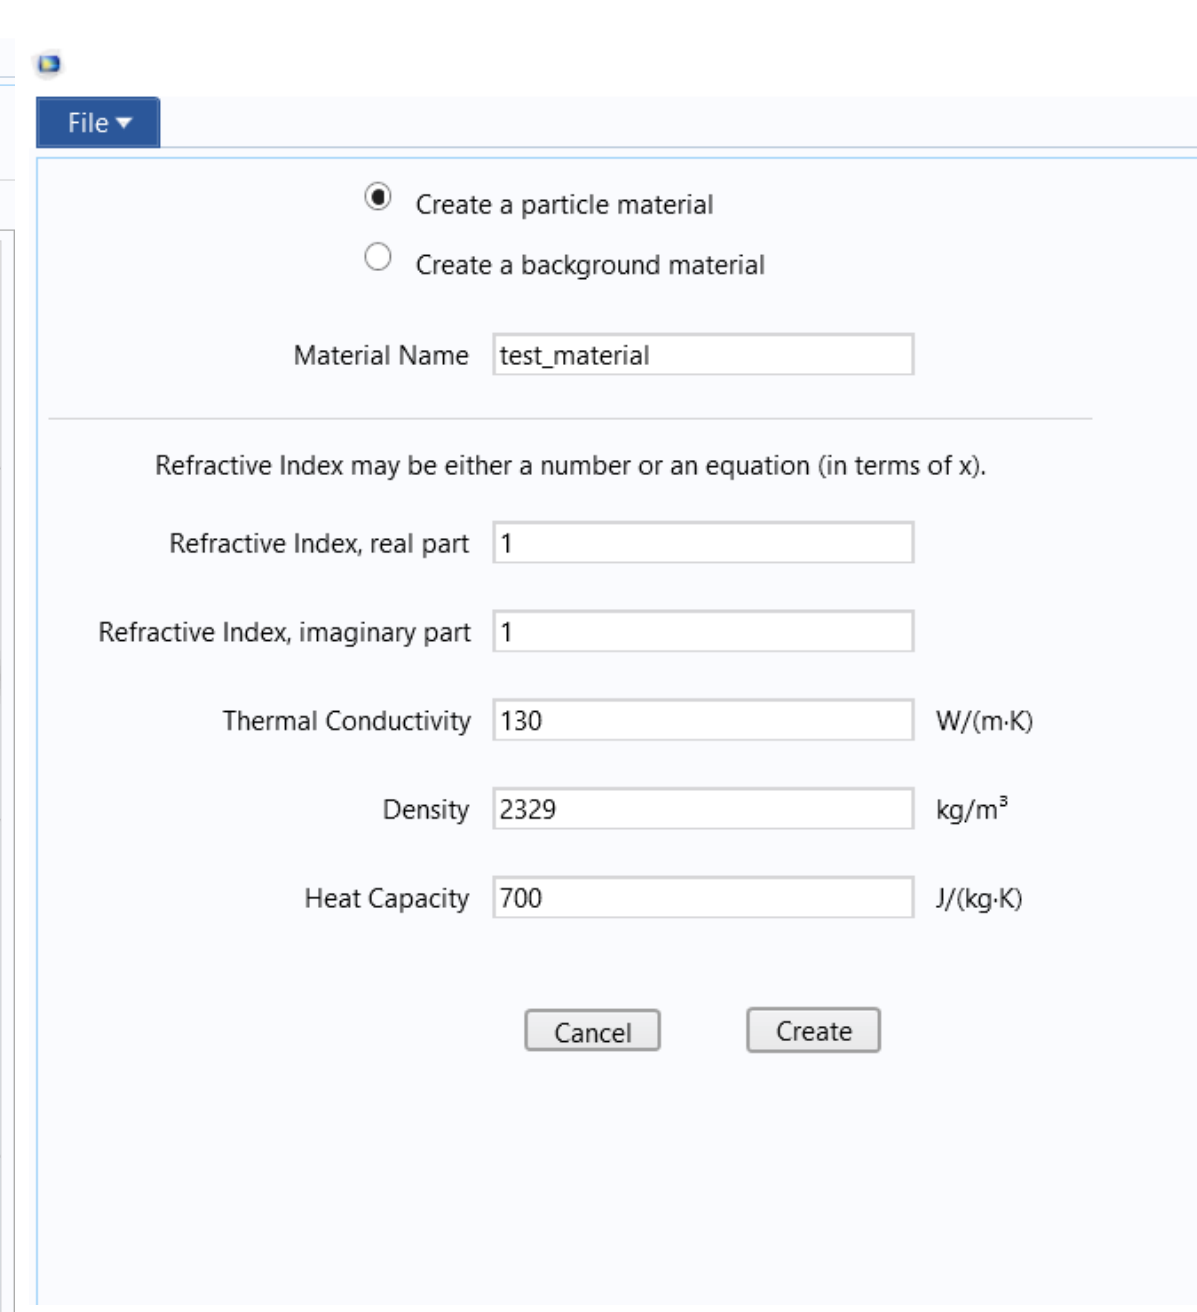 File
Create a particle material
Create a background material
Material Name test_material
Refractive Index may be either a number or an equation (in terms of x).
Refractive Index, real part 1
Refractive Index, imaginary part 1
Thermal Conductivity 130 W/(m·K)
Density 2329 kg/m³
Heat Capacity 700 J/(kg·K)
Cancel Create